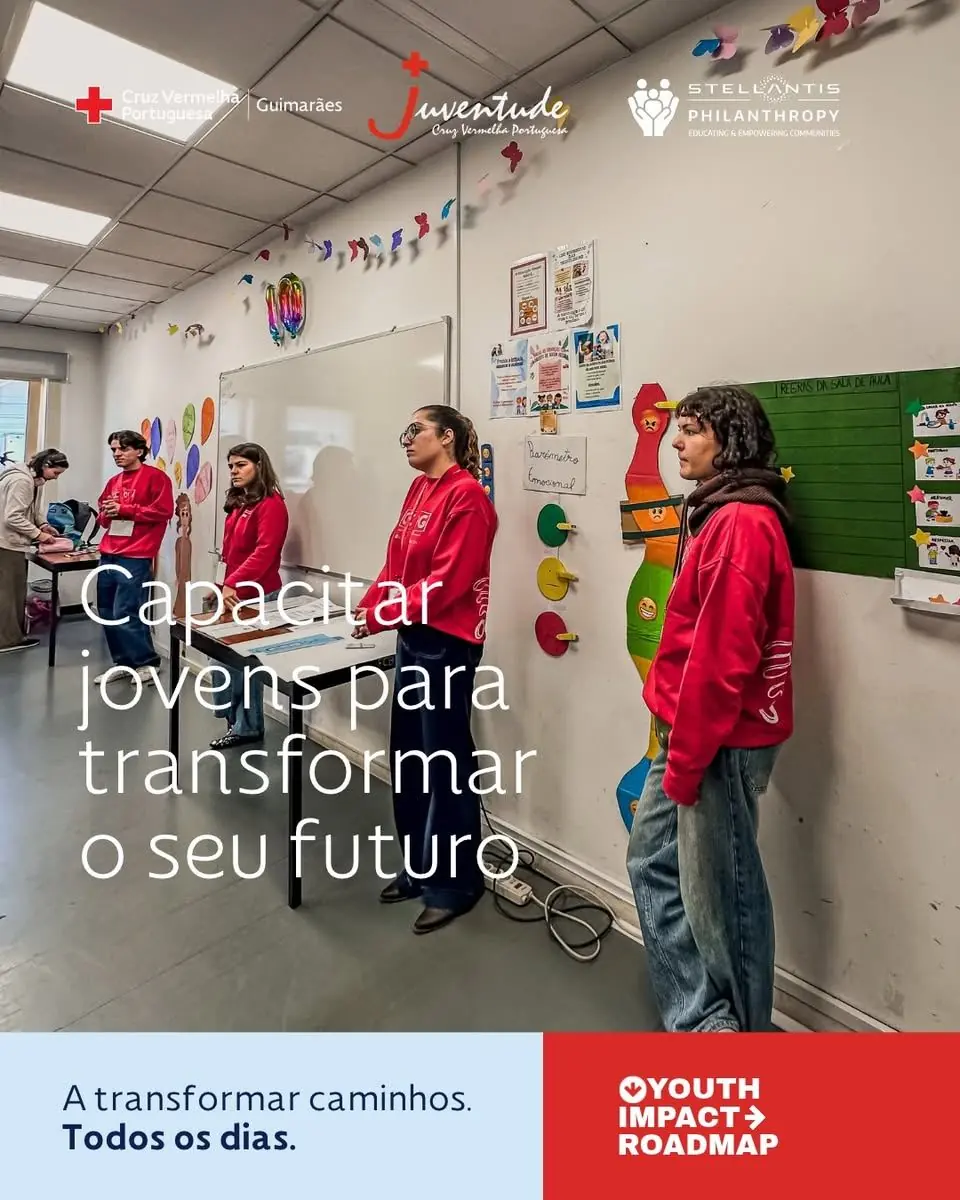 Cruz Vermelha
Portuguesa
Guimarães
Juventude
Cruz Vermelha Portuguesa
STELLANTIS
PHILANTHROPY
EDUCATING & EMPOWERING COMMUNITIES
10
REGRAS DA SALA DE AULA
Barómetro
Emocional
Capacitar
jovens para
transformar
o seu futuro
A transformar caminhos.
Todos os dias.
YOUTH
IMPACT
ROADMAP